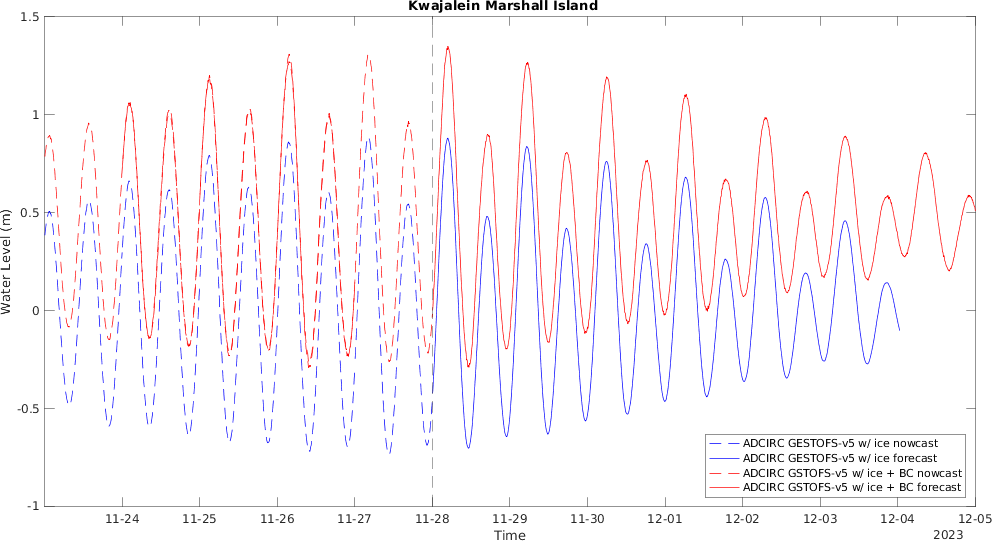 Kwajalein Marshall Island
1.5
1
0.5
0
-0.5
-1
Water Level (m)
ADCIRC GESTOFS-v5 w/ ice nowcast
ADCIRC GESTOFS-v5 w/ ice forecast
ADCIRC GSTOFS-v5 w/ ice + BC nowcast
ADCIRC GSTOFS-v5 w/ ice + BC forecast
11-24 11-25 11-26 11-27 11-28 11-29 11-30 12-01 12-02 12-03 12-04 12-05
Time
2023